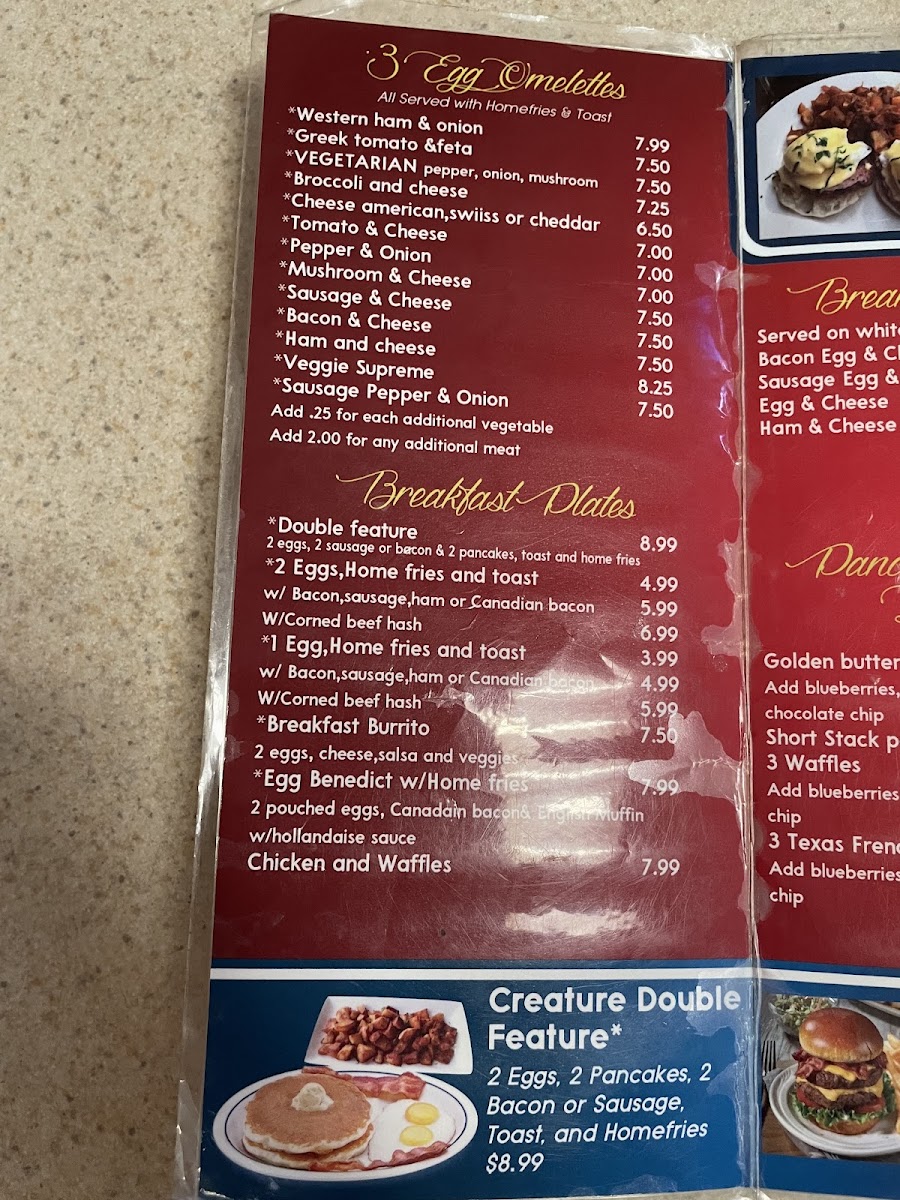 3 Egg Omelettes
All Served with Homefries & Toast
*Western ham & onion 7.99
*Greek tomato &feta 7.50
*VEGETARIAN pepper, onion, mushroom 7.50
*Broccoli and cheese 7.25
*Cheese american,swiiss or cheddar 6.50
*Tomato & Cheese 7.00
*Pepper & Onion 7.00
*Mushroom & Cheese 7.00
*Sausage & Cheese 7.50
*Bacon & Cheese 7.50
*Ham and cheese 7.50
*Veggie Supreme 8.25
*Sausage Pepper & Onion 7.50
Add .25 for each additional vegetable
Add 2.00 for any additional meat
Breakfast Plates
*Double feature 8.99
2 eggs, 2 sausage or bacon & 2 pancakes, toast and home fries
*2 Eggs,Home fries and toast 4.99
w/ Bacon,sausage,ham or Canadian bacon 5.99
W/Corned beef hash 6.99
*1 Egg,Home fries and toast 3.99
w/ Bacon,sausage,ham or Canadian bacon 4.99
W/Corned beef hash 5.99
*Breakfast Burrito 7.50
2 eggs, cheese,salsa and veggies
*Egg Benedict w/Home fries 7.99
2 pouched eggs, Canadain bacon& English Muffin
w/hollandaise sauce
Chicken and Waffles 7.99
Creature Double
Feature*
2 Eggs, 2 Pancakes, 2
Bacon or Sausage,
Toast, and Homefries
$8.99
Served on
Bacon Egg &
Sausage Egg &
Egg & Cheese
Ham & Cheese
Golden
Add blueberries,
chocolate chip
Short Stack
3 Waffles
Add blueberries
chip
3 Texas
Add blueberries
chip